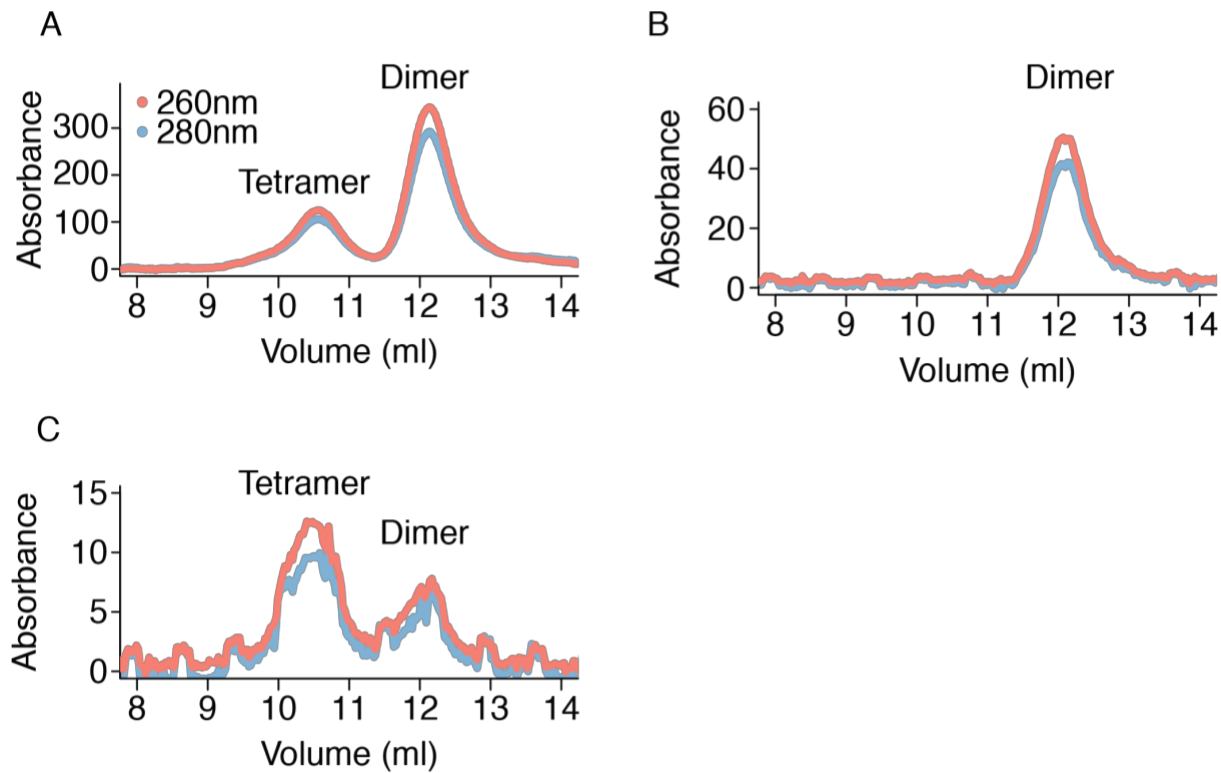 A
Dimer
260nm
280nm
Tetramer
300
200
100
0
Absorbance
8 9 10 11 12 13 14
Volume (ml)
B
Dimer
60
40
20
0
Absorbance
8 9 10 11 12 13 14
Volume (ml)
C
Tetramer
Dimer
15
10
5
0
Absorbance
8 9 10 11 12 13 14
Volume (ml)